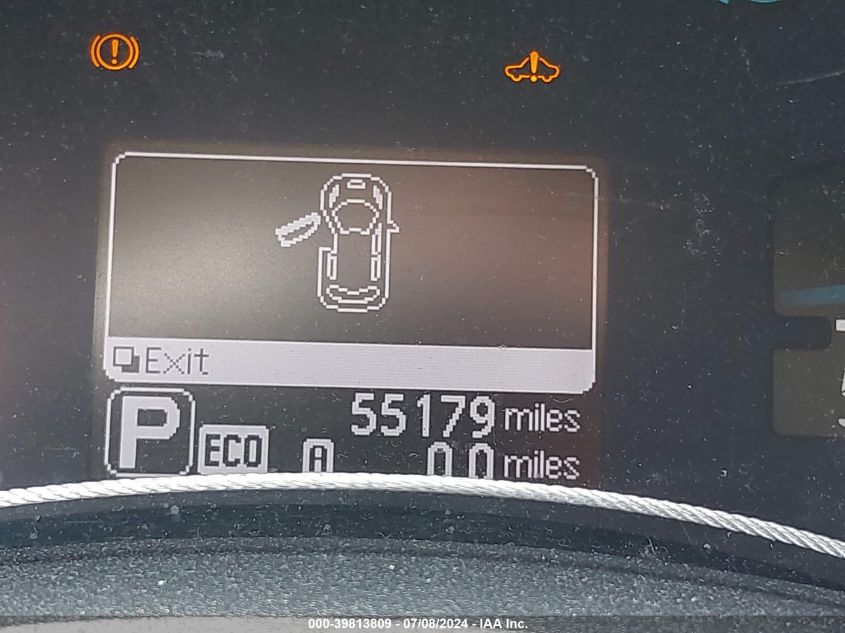 Exit
P
55179 miles
ECO
A
0.0 miles
000-39813809 - 07/08/2024 - IAA Inc.